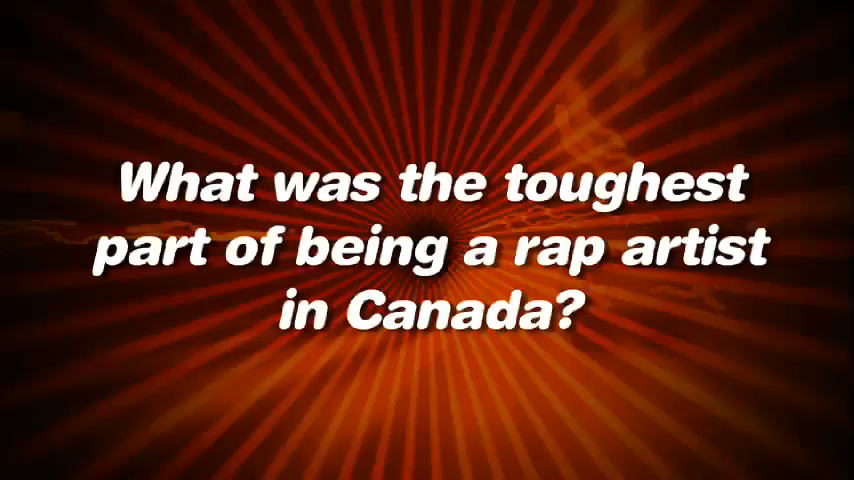 What was the toughest
part of being a rap artist
in Canada?